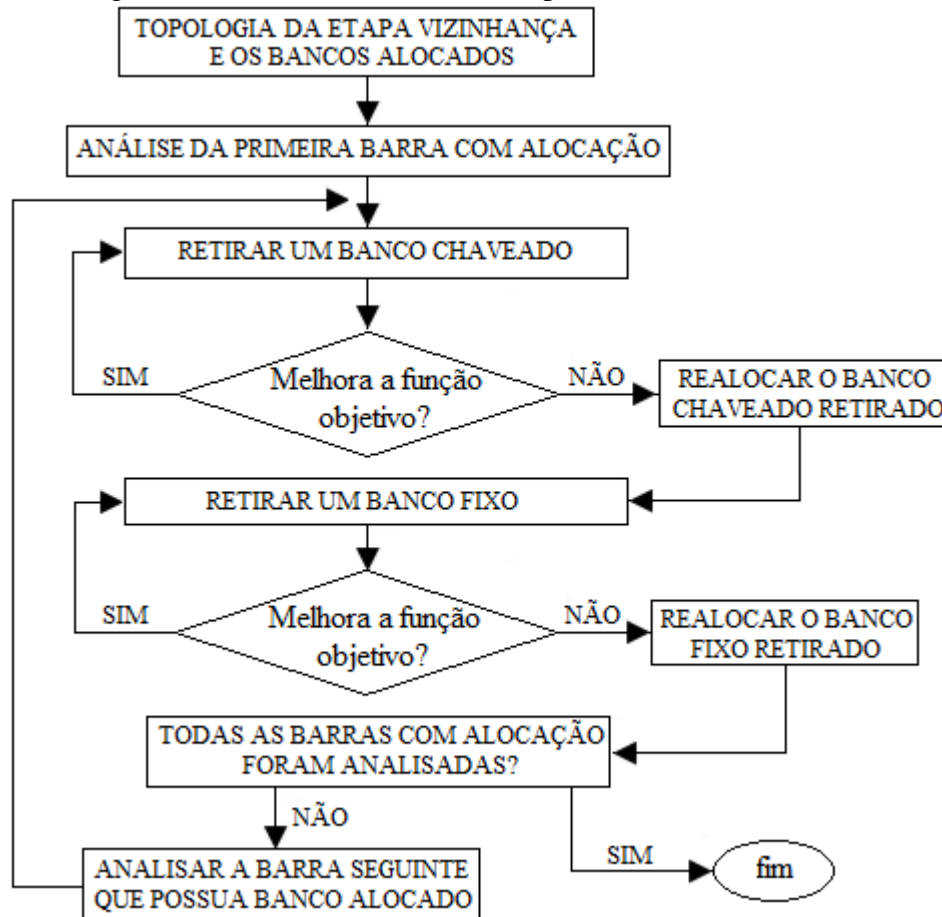 TOPOLOGIA DA ETAPA VIZINHANÇA
E OS BANCOS ALOCADOS
ANÁLISE DA PRIMEIRA BARRA COM ALOCAÇÃO
RETIRAR UM BANCO CHAVEADO
Melhora a função
objetivo?
SIM
NÃO
REALOCAR O BANCO
CHAVEADO RETIRADO
RETIRAR UM BANCO FIXO
Melhora a função
objetivo?
SIM
NÃO
REALOCAR O BANCO
FIXO RETIRADO
TODAS AS BARRAS COM ALOCAÇÃO
FORAM ANALISADAS?
NÃO
SIM
ANALISAR A BARRA SEGUINTE
QUE POSSUA BANCO ALOCADO
fim